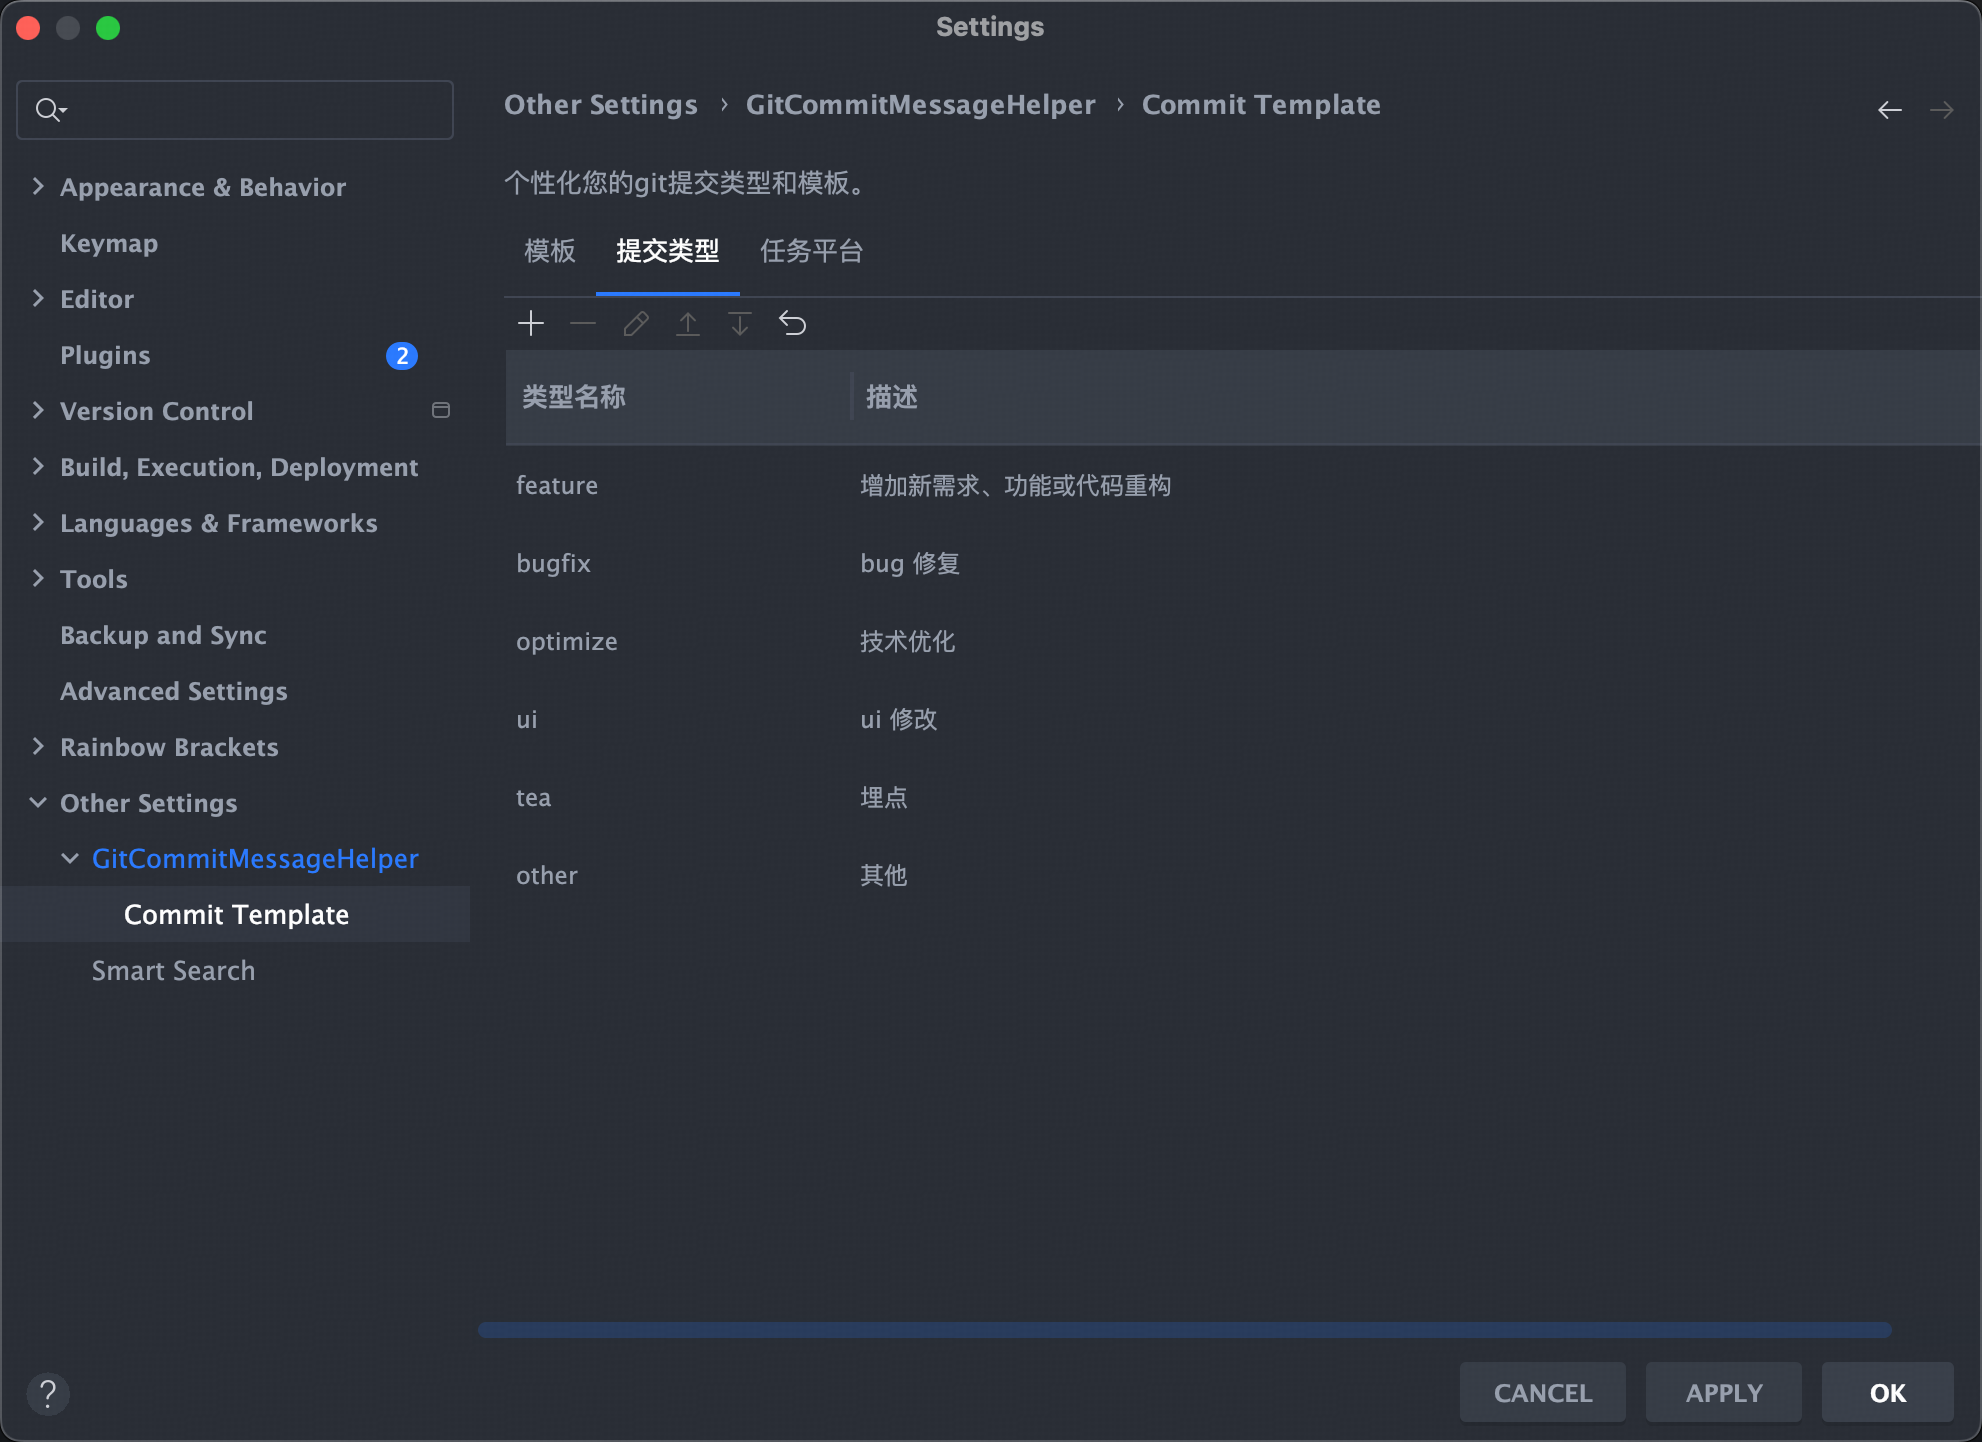 Settings
Other Settings › GitCommitMessageHelper › Commit Template
Appearance & Behavior
Keymap
Editor
Plugins 2
Version Control
Build, Execution, Deployment
Languages & Frameworks
Tools
Backup and Sync
Advanced Settings
Rainbow Brackets
Other Settings
GitCommitMessageHelper
Commit Template
Smart Search
个性化您的git提交类型和模板。
模板 提交类型 任务平台
类型名称 描述
feature 增加新需求、功能或代码重构
bugfix bug 修复
optimize 技术优化
ui ui 修改
tea 埋点
other 其他
?
CANCEL APPLY OK